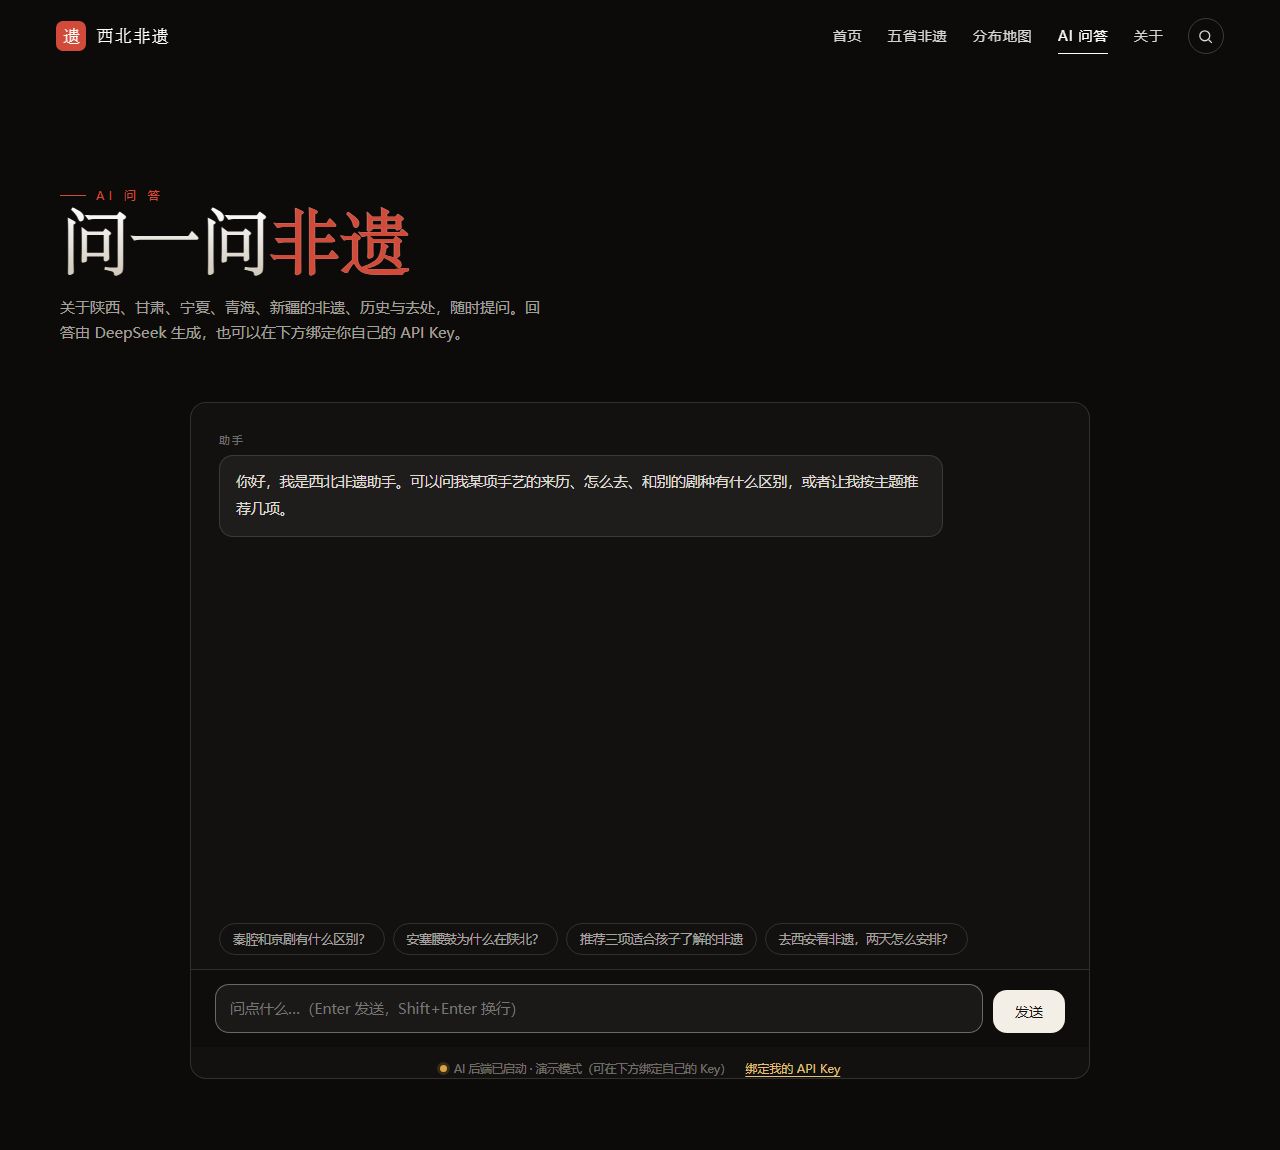 遗 西北非遗
首页 五省非遗 分布地图 AI 问答 关于
AI 问 答
问一问非遗
关于陕西、甘肃、宁夏、青海、新疆的非遗、历史与去处，随时提问。回
答由 DeepSeek 生成，也可以在下方绑定你自己的 API Key。
助手
你好，我是西北非遗助手。可以问我某项手艺的来历、怎么去、和别的剧种有什么区别，或者让我按主题推
荐几项。
秦腔和京剧有什么区别？ 安塞腰鼓为什么在陕北？ 推荐三项适合孩子了解的非遗 去西安看非遗，两天怎么安排？
问点什么…（Enter 发送，Shift+Enter 换行） 发送
AI 后端已启动 · 演示模式（可在下方绑定自己的 Key） 绑定我的 API Key